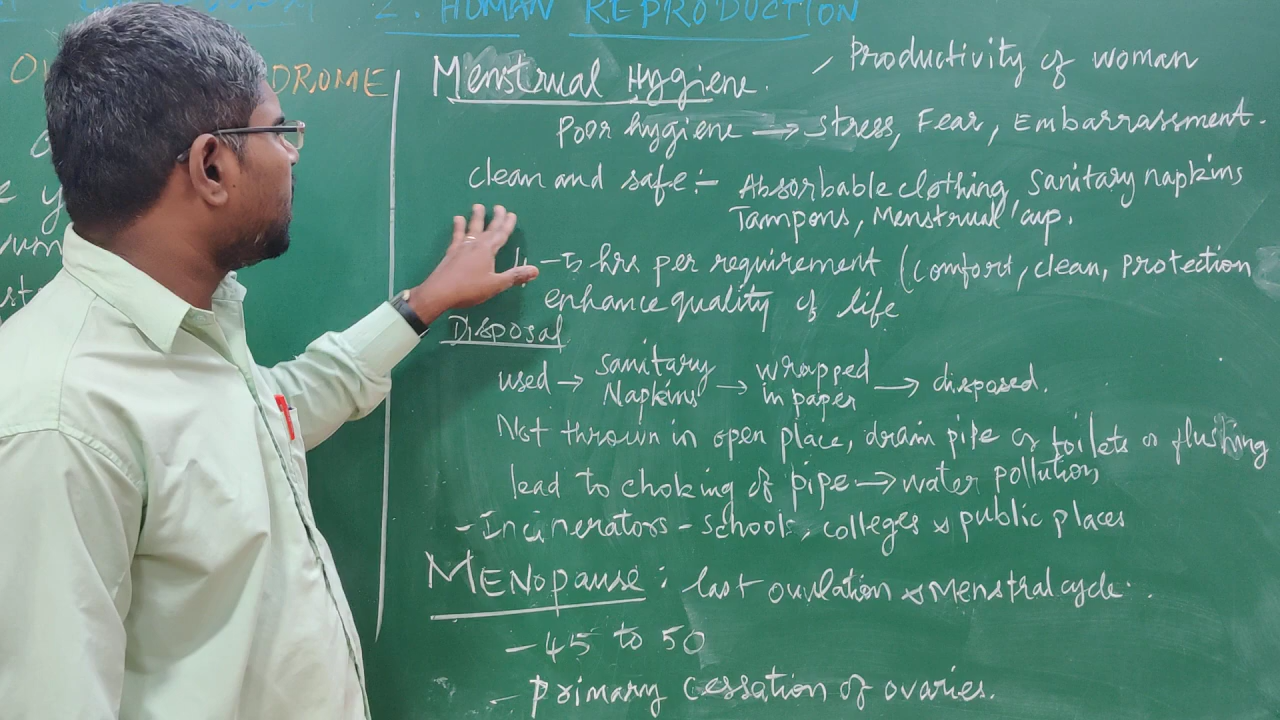 2. HUMAN REPRODUCTION
DROME
Menstrual Hygiene.
- Productivity of woman
Poor hygiene → stress, Fear, Embarrassment.
clean and safe :- Absorbable clothing, Sanitary napkins
Tampons, Menstrual cup.
-5 hrs per requirement (comfort, clean, protection
enhance quality of life
Disposal
used → sanitary Napkins → wrapped in paper → disposed.
Not thrown in open place, drain pipe or toilets or flushing
lead to choking of pipe → water pollution
- Incinerators - schools, colleges & public places
MENopause : last ovulation & Menstral cycle.
- 45 to 50
- primary cessation of ovaries.